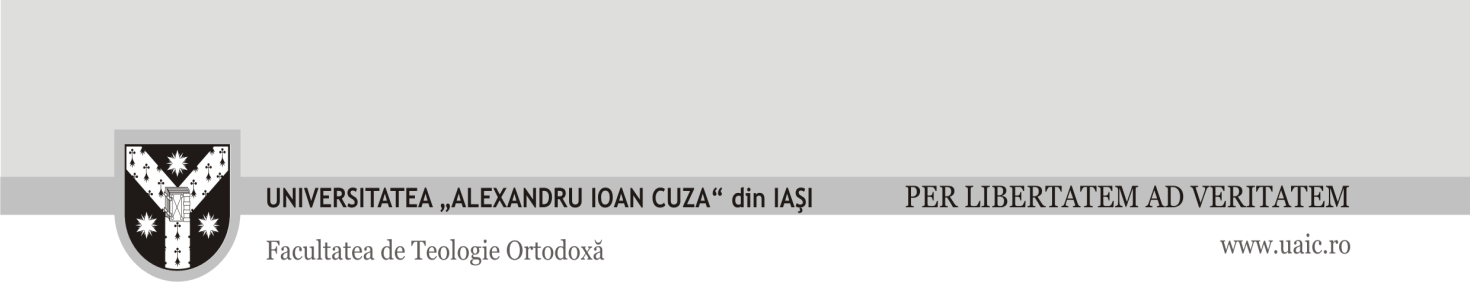 UNIVERSITATEA „ALEXANDRU IOAN CUZA“ din IAŞI PER LIBERTATEM AD VERITATEM
Facultatea de Teologie Ortodoxă www.uaic.ro